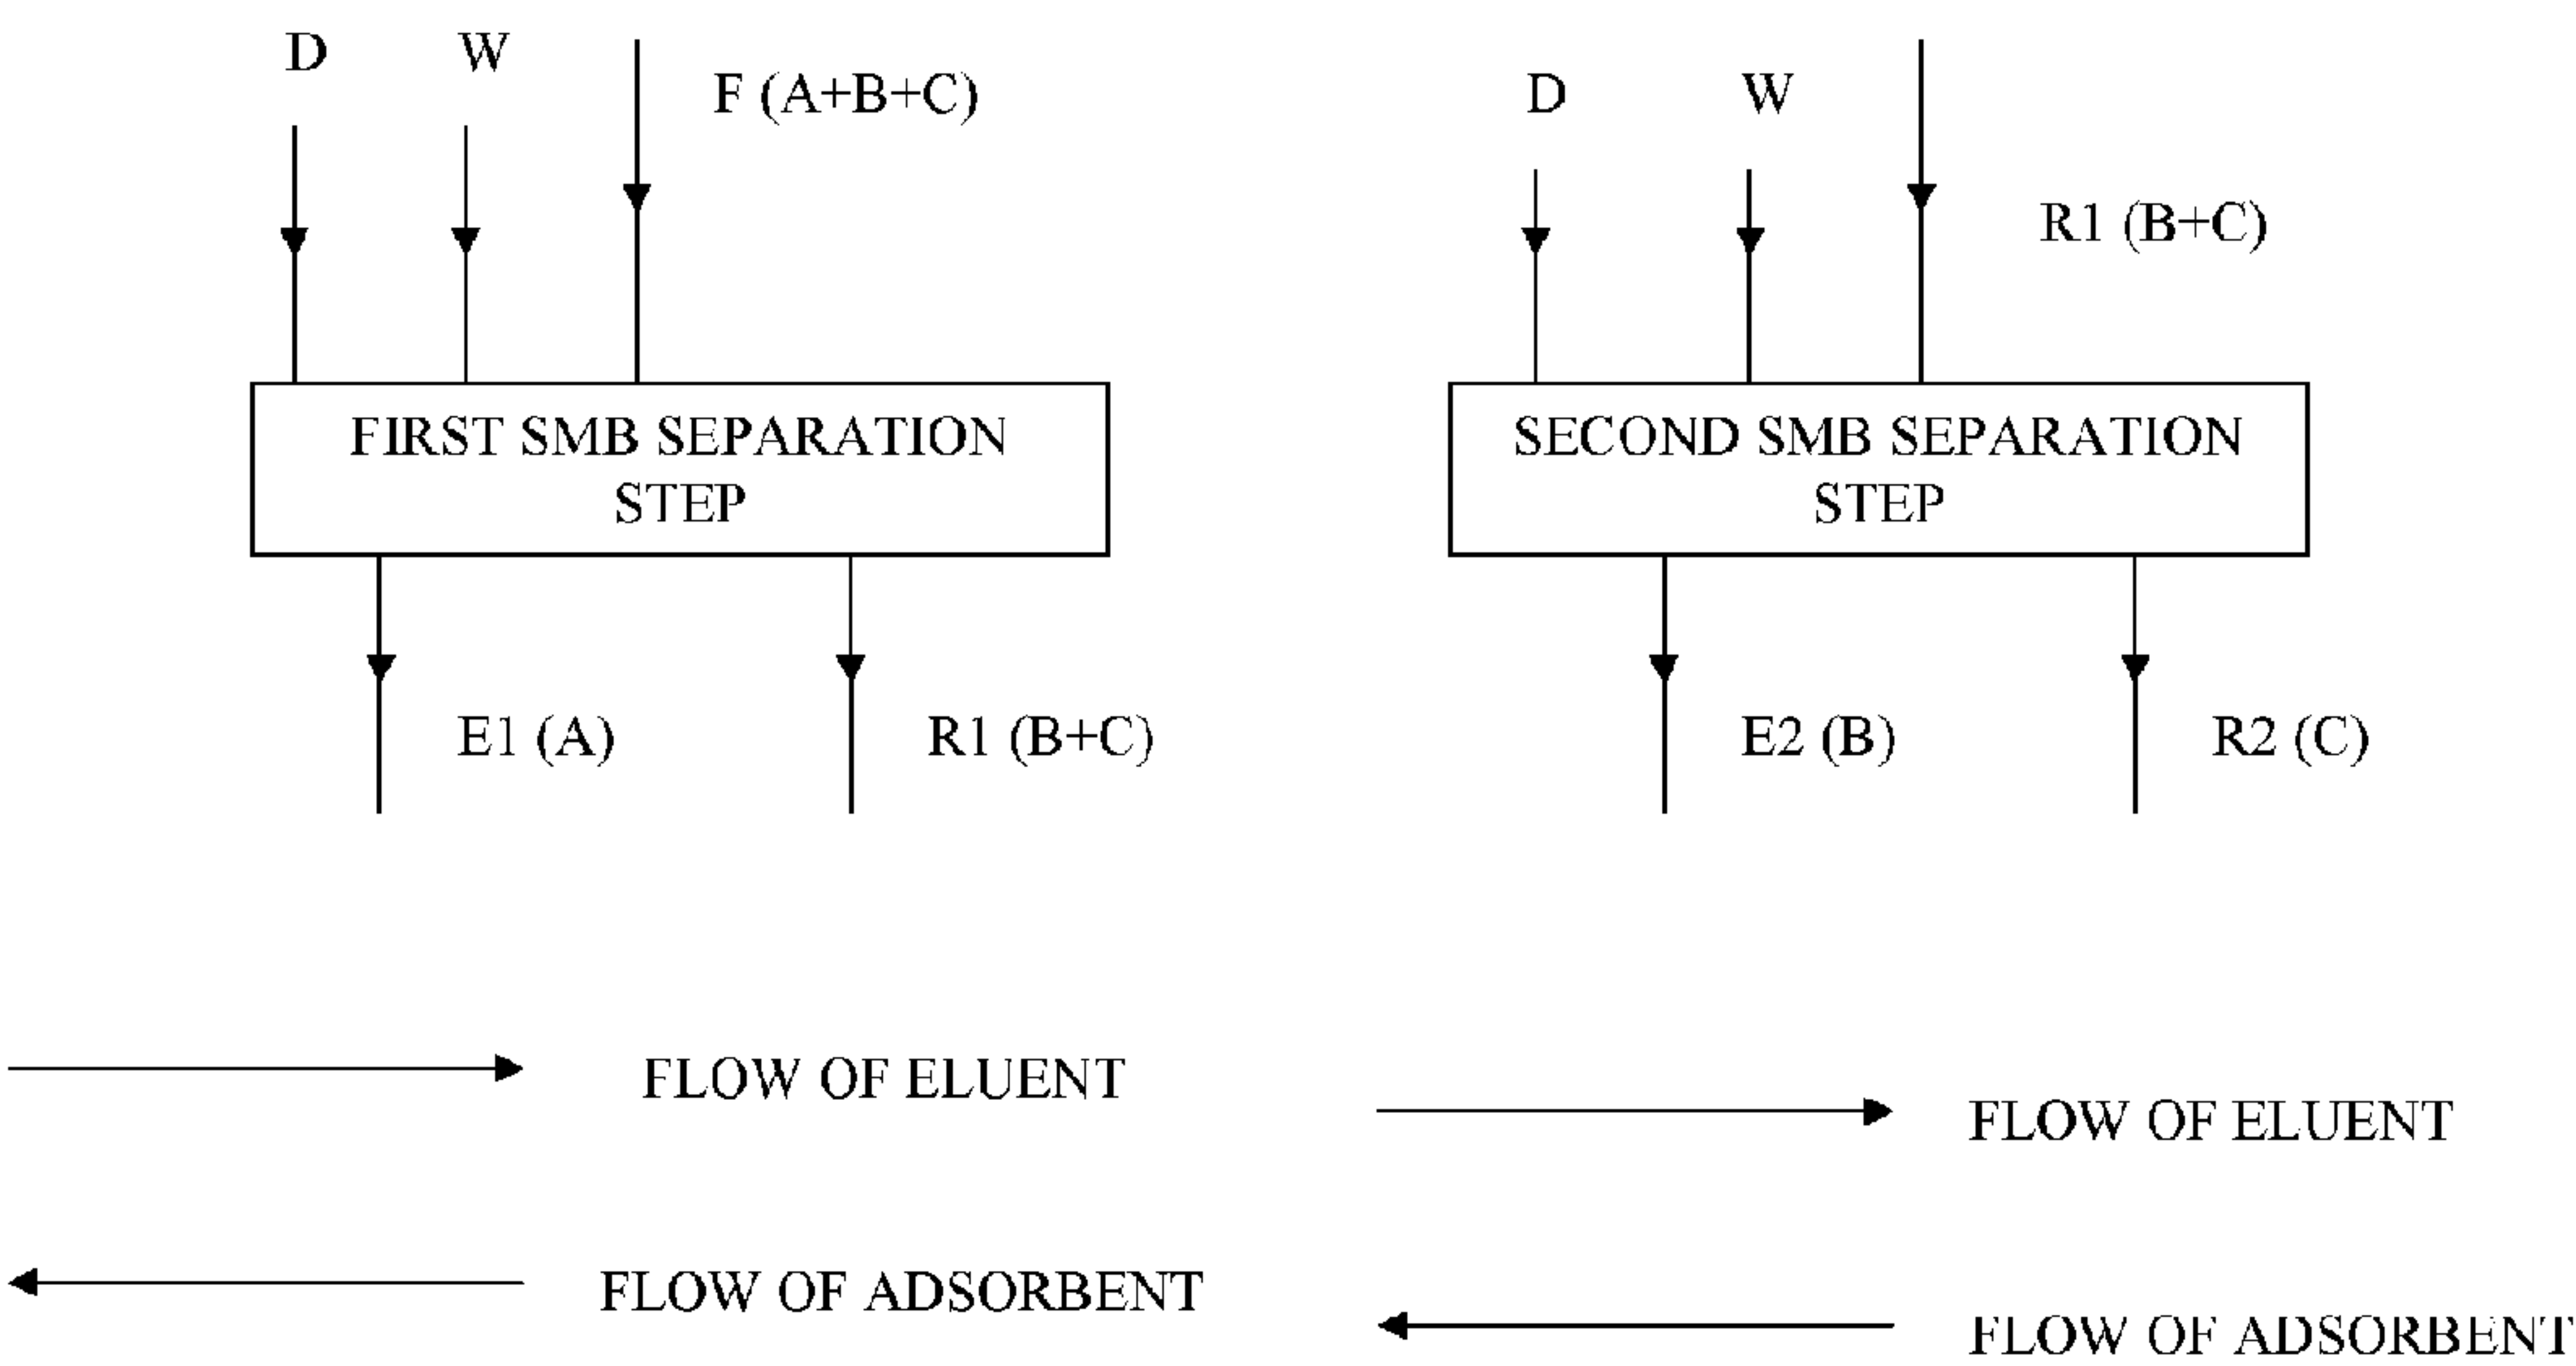 D
W
F (A+B+C)
FIRST SMB SEPARATION
STEP
E1 (A)
R1 (B+C)
FLOW OF ELUENT
FLOW OF ADSORBENT
D
W
R1 (B+C)
SECOND SMB SEPARATION
STEP
E2 (B)
R2 (C)
FLOW OF ELUENT
FLOW OF ADSORBENT